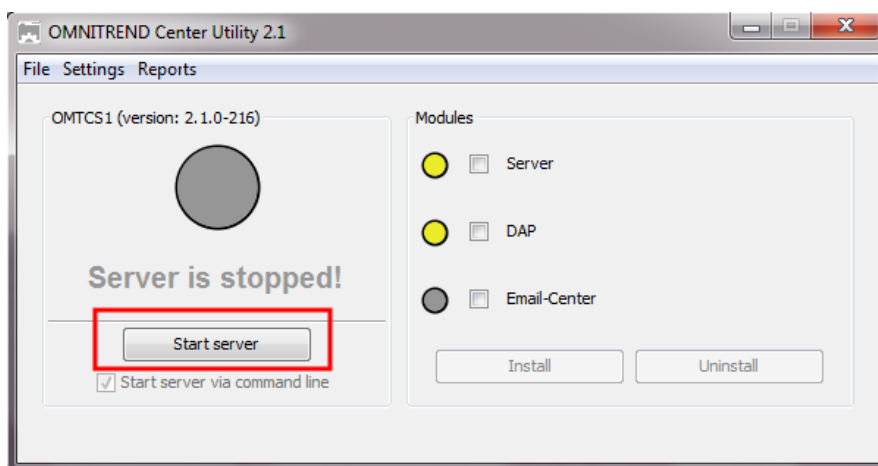 OMNITREND Center Utility 2.1
File Settings Reports
OMTCS1 (version: 2.1.0-216)
Server is stopped!
Start server
Start server via command line
Modules
Server
DAP
Email-Center
Install Uninstall